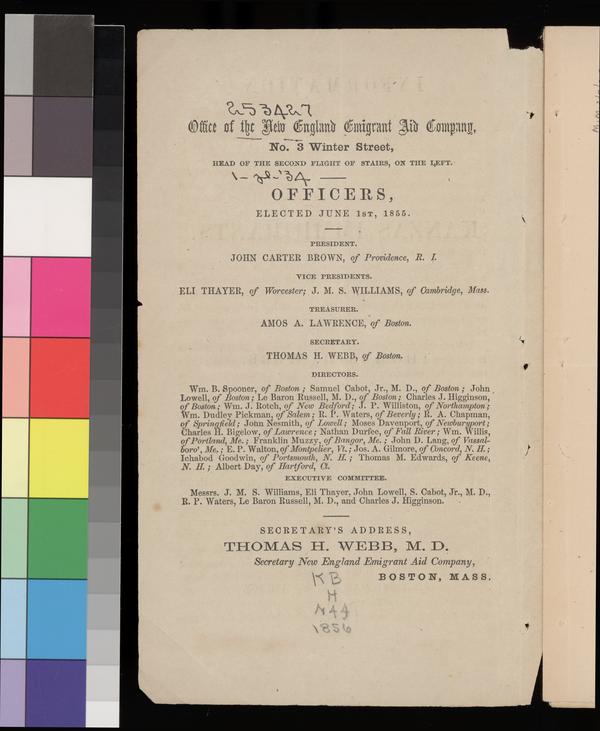 253427
Office of the New England Emigrant Aid Company,
No. 3 Winter Street,
HEAD OF THE SECOND FLIGHT OF STAIRS, ON THE LEFT.
OFFICERS,
ELECTED JUNE 1ST, 1855.
PRESIDENT.
JOHN CARTER BROWN, of Providence, R. I.
VICE PRESIDENTS.
ELI THAYER, of Worcester; J. M. S. WILLIAMS, of Cambridge, Mass.
TREASURER.
AMOS A. LAWRENCE, of Boston.
SECRETARY.
THOMAS H. WEBB, of Boston.
DIRECTORS.
Wm. B. Spooner, of Boston; Samuel Cabot, Jr., M. D., of Boston; John
Lowell, of Boston; Le Baron Russell, M. D., of Boston; Charles J. Higginson,
of Boston; Wm. J. Rotch, of New Bedford; J. P. Williston, of Northampton;
Wm. Dudley Pickman, of Salem; R. P. Waters, of Beverly; R. A. Chapman,
of Springfield; John Nesmith, of Lowell; Moses Davenport, of Newburyport;
Charles H. Bigelow, of Lawrence; Nathan Durfee, of Fall River; Wm. Willis,
of Portland, Me.; Franklin Muzzy, of Bangor, Me.; John D. Lang, of Vassal-
boro', Me.; E. P. Walton, of Montpelier, Vt.; Jos. A. Gilmore, of Concord, N. H.;
Ichabod Goodwin, of Portsmouth, N. H.; Thomas M. Edwards, of Keene,
N. H.; Albert Day, of Hartford, Ct.
EXECUTIVE COMMITTEE.
Messrs. J. M. S. Williams, Eli Thayer, John Lowell, S. Cabot, Jr., M. D.,
R. P. Waters, Le Baron Russell, M. D., and Charles J. Higginson.
SECRETARY'S ADDRESS,
THOMAS H. WEBB, M. D.
Secretary New England Emigrant Aid Company,
BOSTON, MASS.
KB
H
N44
1856